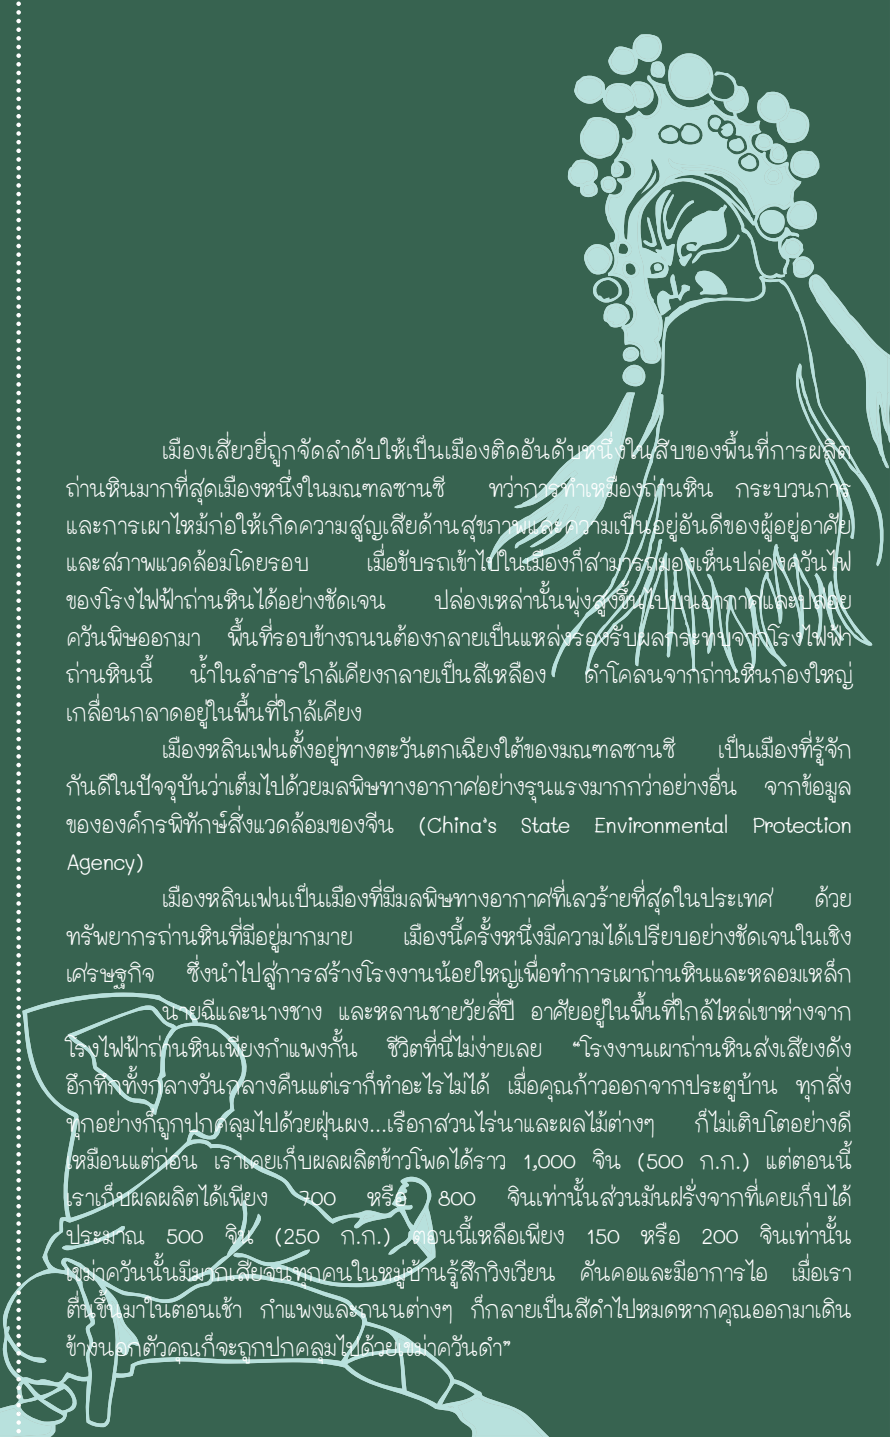 เมืองเสี่ยวยี่ถูกจัดลำดับให้เป็นเมืองติดอันดับหนึ่งในสิบของพื้นที่การผลิต
ถ่านหินมากที่สุดเมืองหนึ่งในมณฑลซานซี ทว่าการทำเหมืองถ่านหิน กระบวนการ
และการเผาไหม้ก่อให้เกิดความสูญเสียด้านสุขภาพและความเป็นอยู่อันดีของผู้อยู่อาศัย
และสภาพแวดล้อมโดยรอบ เมื่อขับรถเข้าไปในเมืองก็สามารถมองเห็นปล่องควันไฟ
ของโรงไฟฟ้าถ่านหินได้อย่างชัดเจน ปล่องเหล่านั้นพุ่งสูงขึ้นไปบนอากาศและปล่อย
ควันพิษออกมา พื้นที่รอบข้างถนนต้องกลายเป็นแหล่งรองรับผลกระทบจากโรงไฟฟ้า
ถ่านหินนี้ น้ำในลำธารใกล้เคียงกลายเป็นสีเหลือง ดำโคลนจากถ่านหินกองใหญ่
เกลื่อนกลาดอยู่ในพื้นที่ใกล้เคียง
เมืองหลินเฟนตั้งอยู่ทางตะวันตกเฉียงใต้ของมณฑลซานซี เป็นเมืองที่รู้จัก
กันดีในปัจจุบันว่าเต็มไปด้วยมลพิษทางอากาศอย่างรุนแรงมากกว่าอย่างอื่น จากข้อมูล
ขององค์กรพิทักษ์สิ่งแวดล้อมของจีน (China's State Environmental Protection
Agency)
เมืองหลินเฟนเป็นเมืองที่มีมลพิษทางอากาศที่เลวร้ายที่สุดในประเทศ ด้วย
ทรัพยากรถ่านหินที่มีอยู่มากมาย เมืองนี้ครั้งหนึ่งมีความได้เปรียบอย่างชัดเจนในเชิง
เศรษฐกิจ ซึ่งนำไปสู่การสร้างโรงงานน้อยใหญ่เพื่อทำการเผาถ่านหินและหลอมเหล็ก
นายฉีและนางชาง และหลานชายวัยสี่ปี อาศัยอยู่ในพื้นที่ใกล้ไหล่เขาห่างจาก
โรงไฟฟ้าถ่านหินเพียงกำแพงกั้น ชีวิตที่นี่ไม่ง่ายเลย “โรงงานเผาถ่านหินส่งเสียงดัง
อึกทึกทั้งกลางวันกลางคืนแต่เราก็ทำอะไรไม่ได้ เมื่อคุณก้าวออกจากประตูบ้าน ทุกสิ่ง
ทุกอย่างก็ถูกปกคลุมไปด้วยฝุ่นผง...เรือกสวนไร่นาและผลไม้ต่างๆ ก็ไม่เติบโตอย่างดี
เหมือนแต่ก่อน เราเคยเก็บผลผลิตข้าวโพดได้ราว 1,000 จิน (500 ก.ก.) แต่ตอนนี้
เราเก็บผลผลิตได้เพียง 700 หรือ 800 จินเท่านั้นส่วนมันฝรั่งจากที่เคยเก็บได้
ประมาณ 500 จิน (250 ก.ก.) ตอนนี้เหลือเพียง 150 หรือ 200 จินเท่านั้น
เขม่าควันนั้นมีมากเสียจนทุกคนในหมู่บ้านรู้สึกวิงเวียน คันคอและมีอาการไอ เมื่อเรา
ตื่นขึ้นมาในตอนเช้า กำแพงและถนนต่างๆ ก็กลายเป็นสีดำไปหมดหากคุณออกมาเดิน
ข้างนอกตัวคุณก็จะถูกปกคลุมไปด้วยเขม่าควันดำ”